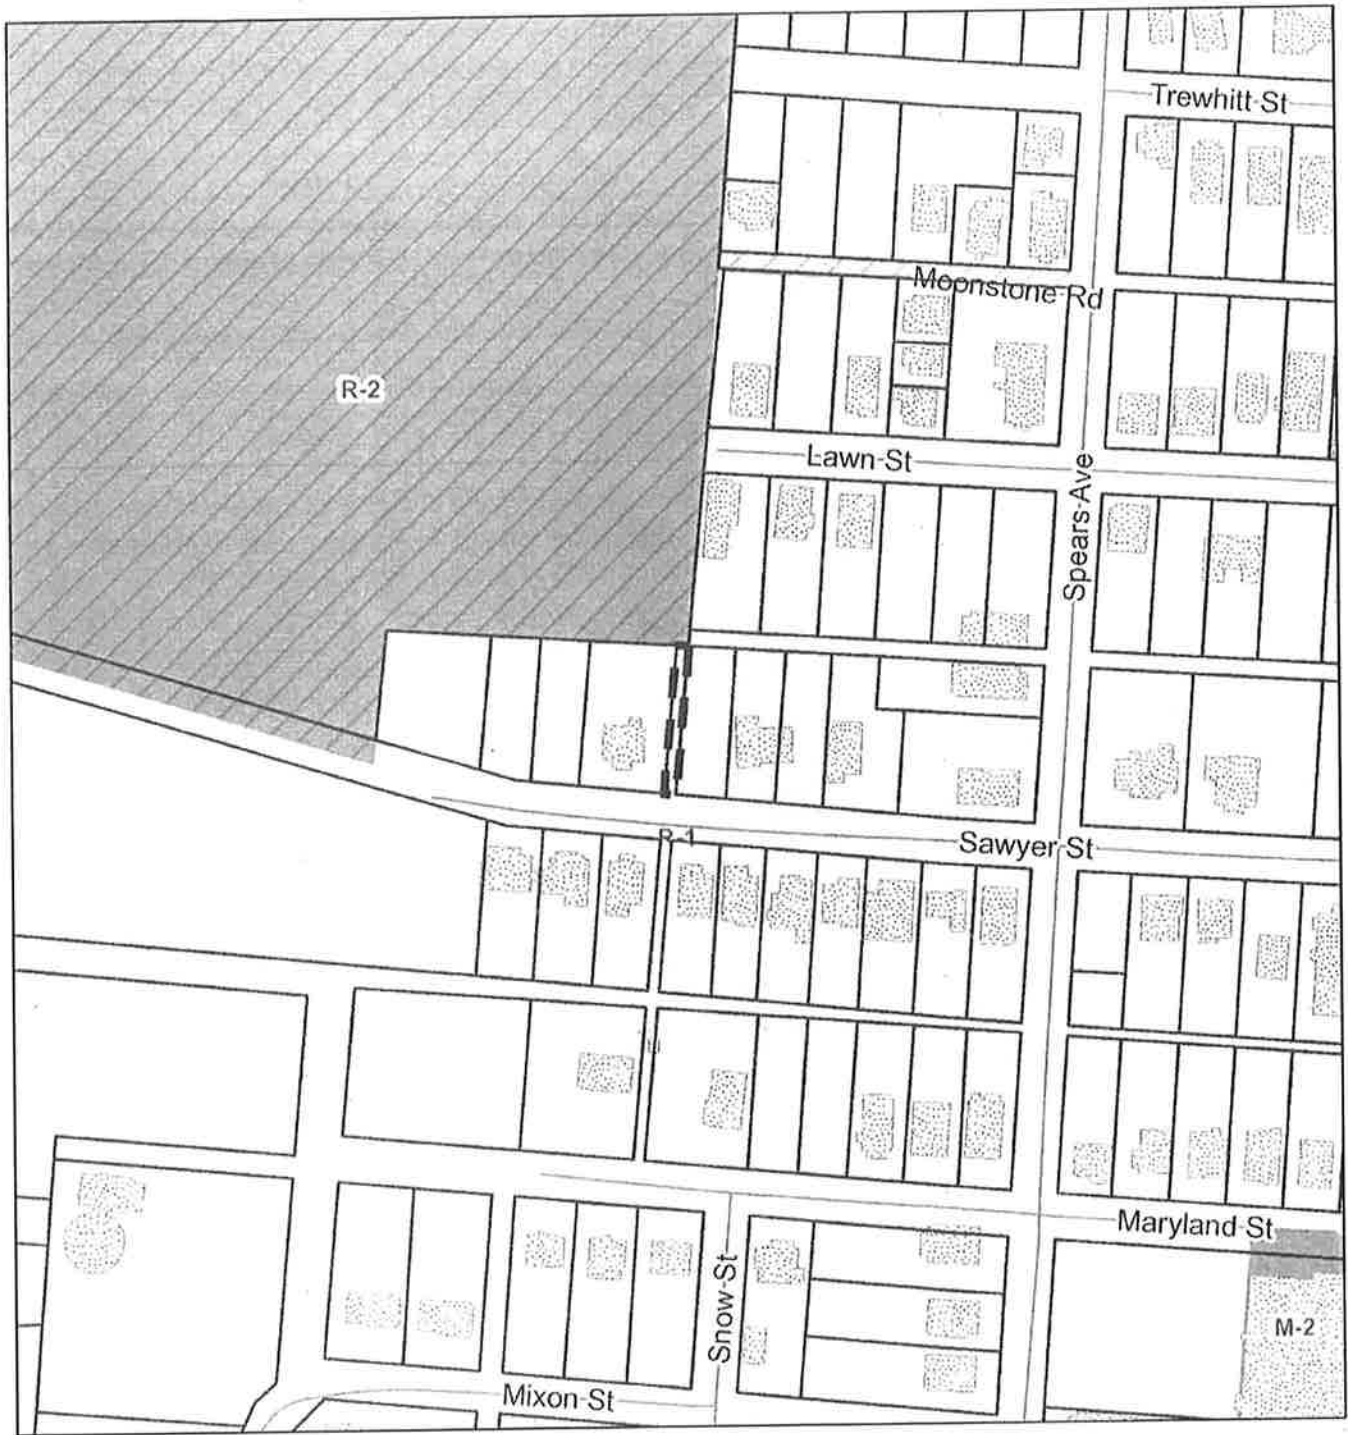 Trewhitt St
Moonstone Rd
R-2
Lawn St
Spears Ave
R-1
Sawyer St
Maryland St
Snow St
M-2
Mixon St